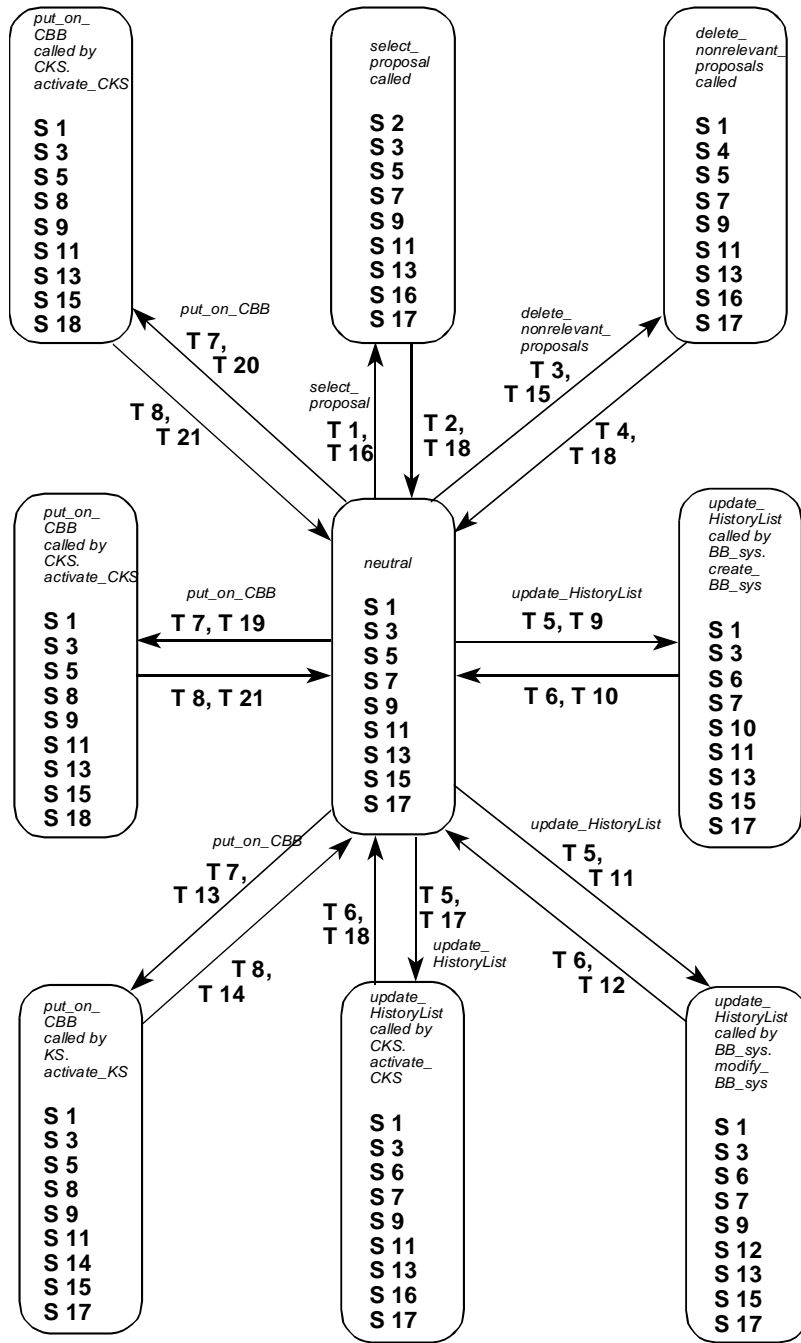 put_on_
CBB
called by
CKS.
activate_CKS
S 1
S 3
S 5
S 8
S 9
S 11
S 13
S 15
S 18
select_
proposal
called
S 2
S 3
S 5
S 7
S 9
S 11
S 13
S 16
S 17
delete_
nonrelevant_
proposals
called
S 1
S 4
S 5
S 7
S 9
S 11
S 13
S 16
S 17
put_on_CBB
T 7,
T 20
T 8,
T 21
select_
proposal
T 1,
T 16
T 2,
T 18
delete_
nonrelevant_
proposals
T 3,
T 15
T 4,
T 18
put_on_
CBB
called by
CKS.
activate_CKS
S 1
S 3
S 5
S 8
S 9
S 11
S 13
S 15
S 18
put_on_CBB
T 7, T 19
T 8, T 21
neutral
S 1
S 3
S 5
S 7
S 9
S 11
S 13
S 15
S 17
update_HistoryList
T 5, T 9
T 6, T 10
update_
HistoryList
called by
BB_sys.
create_
BB_sys
S 1
S 3
S 6
S 7
S 10
S 11
S 13
S 15
S 17
put_on_CBB
T 7,
T 13
T 8,
T 14
T 6,
T 18
T 5,
T 17
update_
HistoryList
update_HistoryList
T 5,
T 11
T 6,
T 12
put_on_
CBB
called by
KS.
activate_KS
S 1
S 3
S 5
S 8
S 9
S 11
S 14
S 15
S 17
update_
HistoryList
called by
CKS.
activate_
CKS
S 1
S 3
S 6
S 7
S 9
S 11
S 13
S 16
S 17
update_
HistoryList
called by
BB_sys.
modify_
BB_sys
S 1
S 3
S 6
S 7
S 9
S 12
S 13
S 15
S 17